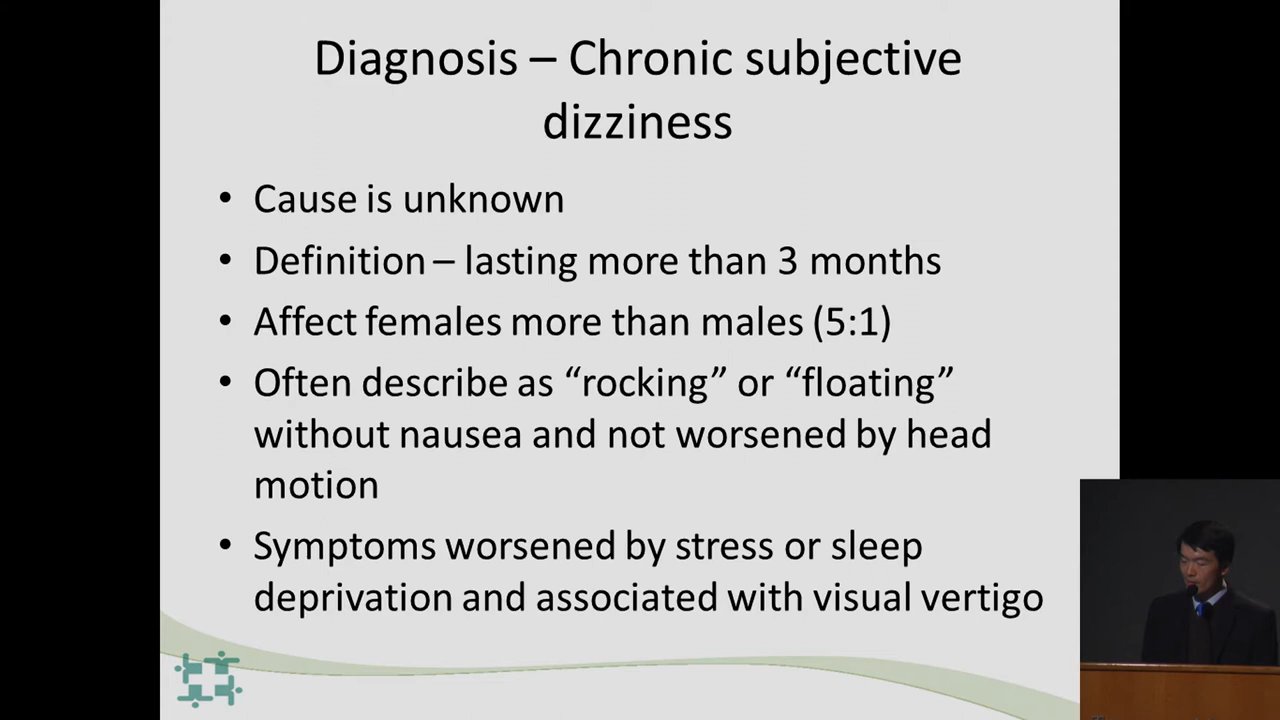 Diagnosis – Chronic subjective
dizziness
• Cause is unknown
• Definition – lasting more than 3 months
• Affect females more than males (5:1)
• Often describe as “rocking” or “floating”
without nausea and not worsened by head
motion
• Symptoms worsened by stress or sleep
deprivation and associated with visual vertigo